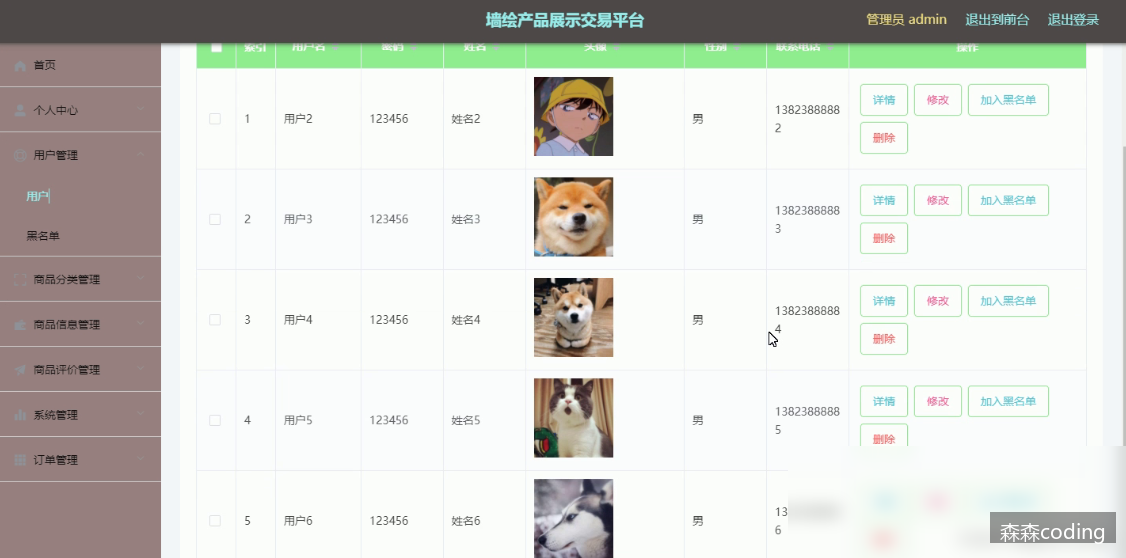 墙绘产品展示交易平台
管理员 admin 退出到前台 退出登录
索引 用户名 密码 姓名 头像 性别 联系电话 操作
首页
个人中心
用户管理
用户
黑名单
商品分类管理
商品信息管理
商品评价管理
系统管理
订单管理
1 用户2 123456 姓名2 男 1382388888
2
详情 修改 加入黑名单
删除
2 用户3 123456 姓名3 男 1382388888
3
详情 修改 加入黑名单
删除
3 用户4 123456 姓名4 男 1382388888
4
详情 修改 加入黑名单
删除
4 用户5 123456 姓名5 男 1382388888
5
详情 修改 加入黑名单
删除
5 用户6 123456 姓名6 男
6
森森coding